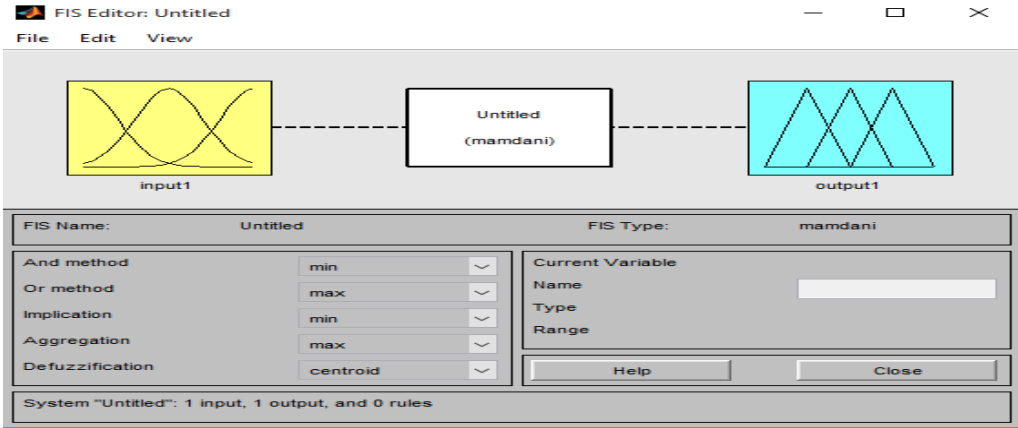 FIS Editor: Untitled
File Edit View
Untitled
(mamdani)
input1
output1
FIS Name: Untitled FIS Type: mamdani
And method min
Or method max
Implication min
Aggregation max
Defuzzification centroid
Current Variable
Name
Type
Range
Help Close
System "Untitled": 1 input, 1 output, and 0 rules